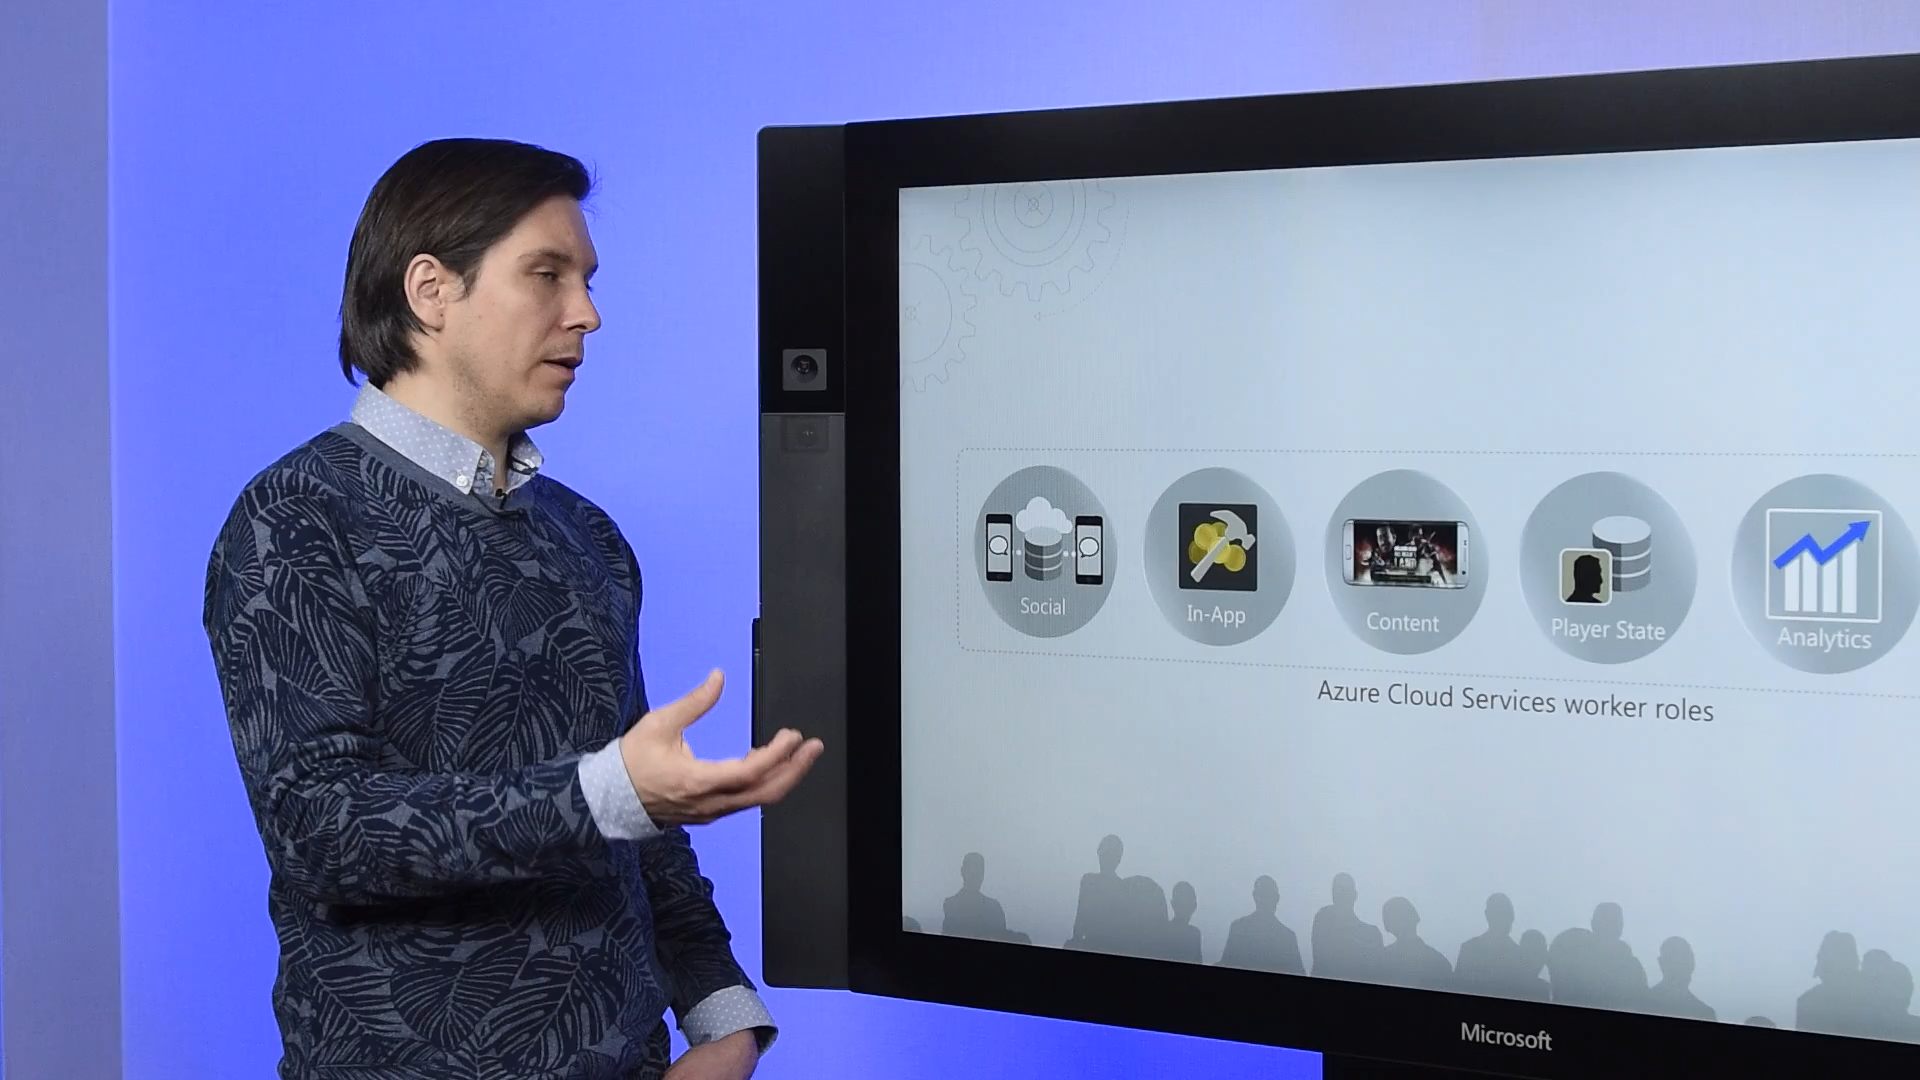 Social
In-App
Content
Player State
Analytics
Azure Cloud Services worker roles
Microsoft